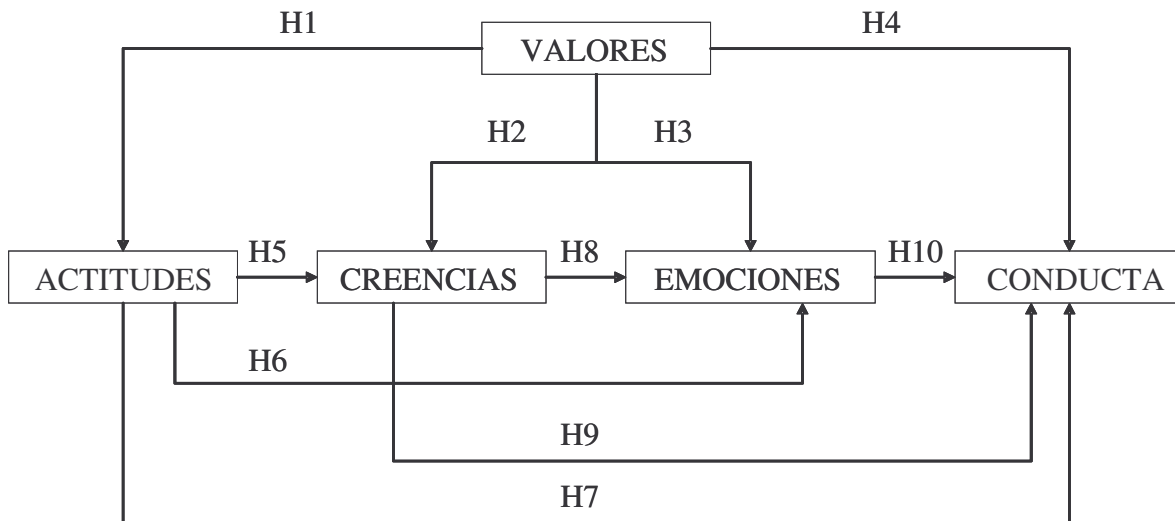 H1
H4
VALORES
H2
H3
H5
H8
H10
ACTITUDES
CREENCIAS
EMOCIONES
CONDUCTA
H6
H9
H7